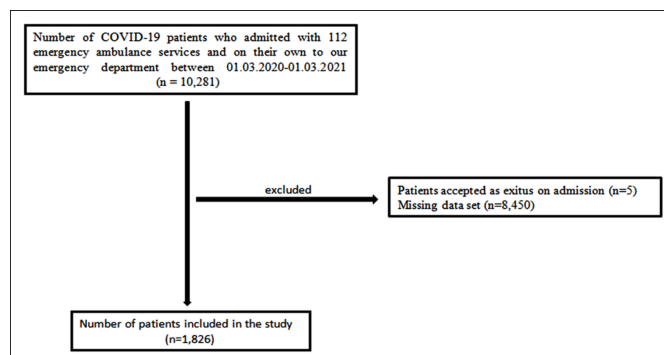 Number of COVID-19 patients who admitted with 112
emergency ambulance services and on their own to our
emergency department between 01.03.2020-01.03.2021
(n = 10,281)
excluded
Patients accepted as exitus on admission (n=5)
Missing data set (n=8,450)
Number of patients included in the study
(n=1,826)